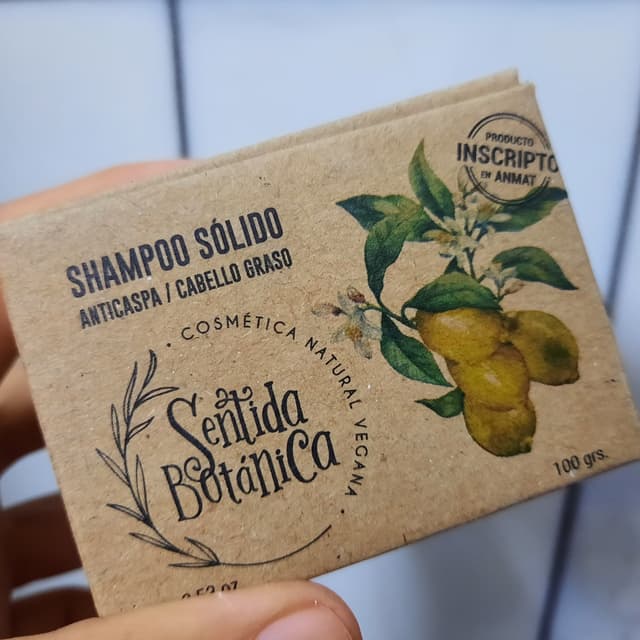 PRODUCTO
INSCRIPTO
EN ANMAT
SHAMPOO SÓLIDO
ANTICASPA / CABELLO GRASO
· COSMÉTICA NATURAL VEGANA ·
Sentida
Botánica
100 grs.